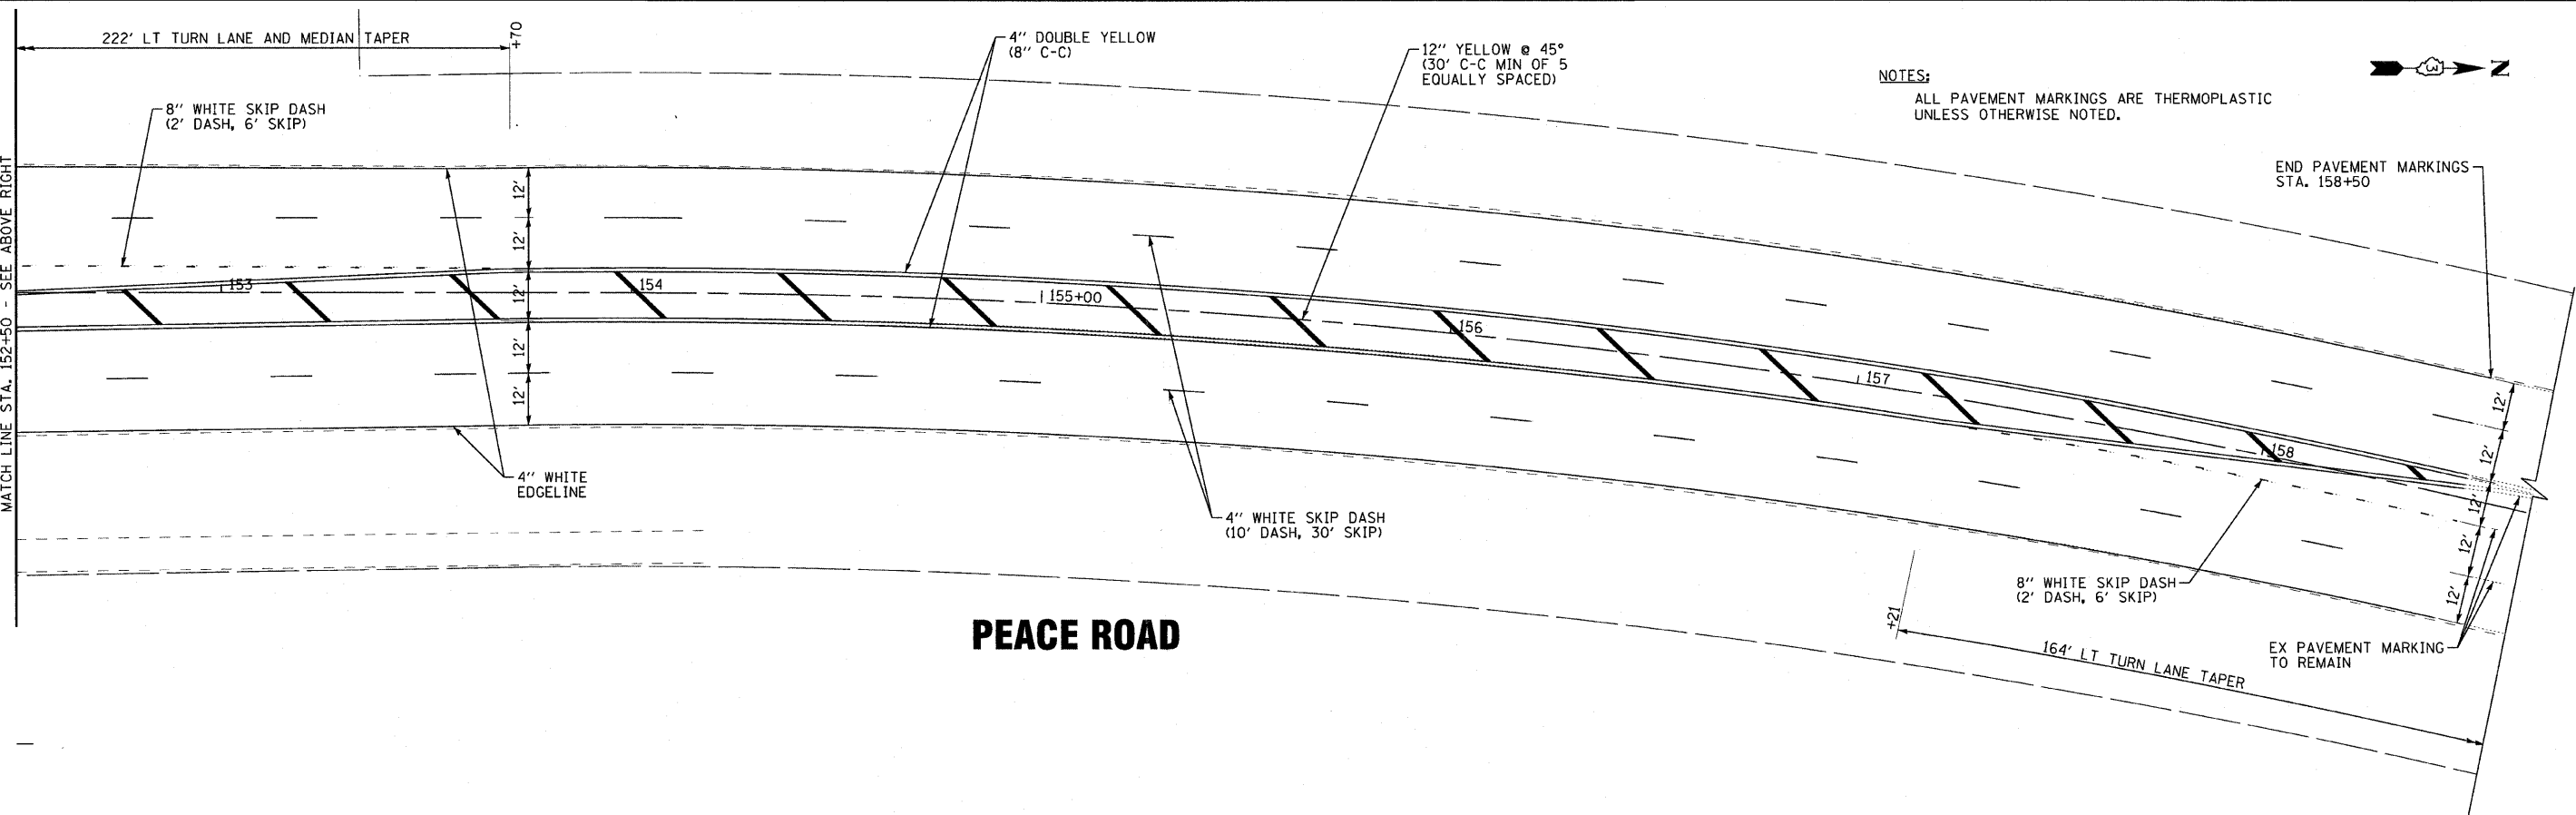 222' LT TURN LANE AND MEDIAN TAPER
+70
4" DOUBLE YELLOW
(8" C-C)
12" YELLOW @ 45°
(30' C-C MIN OF 5
EQUALLY SPACED)
NOTES:
ALL PAVEMENT MARKINGS ARE THERMOPLASTIC
UNLESS OTHERWISE NOTED.
N
8" WHITE SKIP DASH
(2' DASH, 6' SKIP)
END PAVEMENT MARKINGS
STA. 158+50
MATCH LINE STA. 152+50 - SEE ABOVE RIGHT
12'
12'
12'
12'
12'
153
154
155+00
156
157
158
12'
12'
12'
12'
12'
4" WHITE
EDGELINE
4" WHITE SKIP DASH
(10' DASH, 30' SKIP)
8" WHITE SKIP DASH
(2' DASH, 6' SKIP)
+21
164' LT TURN LANE TAPER
EX PAVEMENT MARKING
TO REMAIN
PEACE ROAD